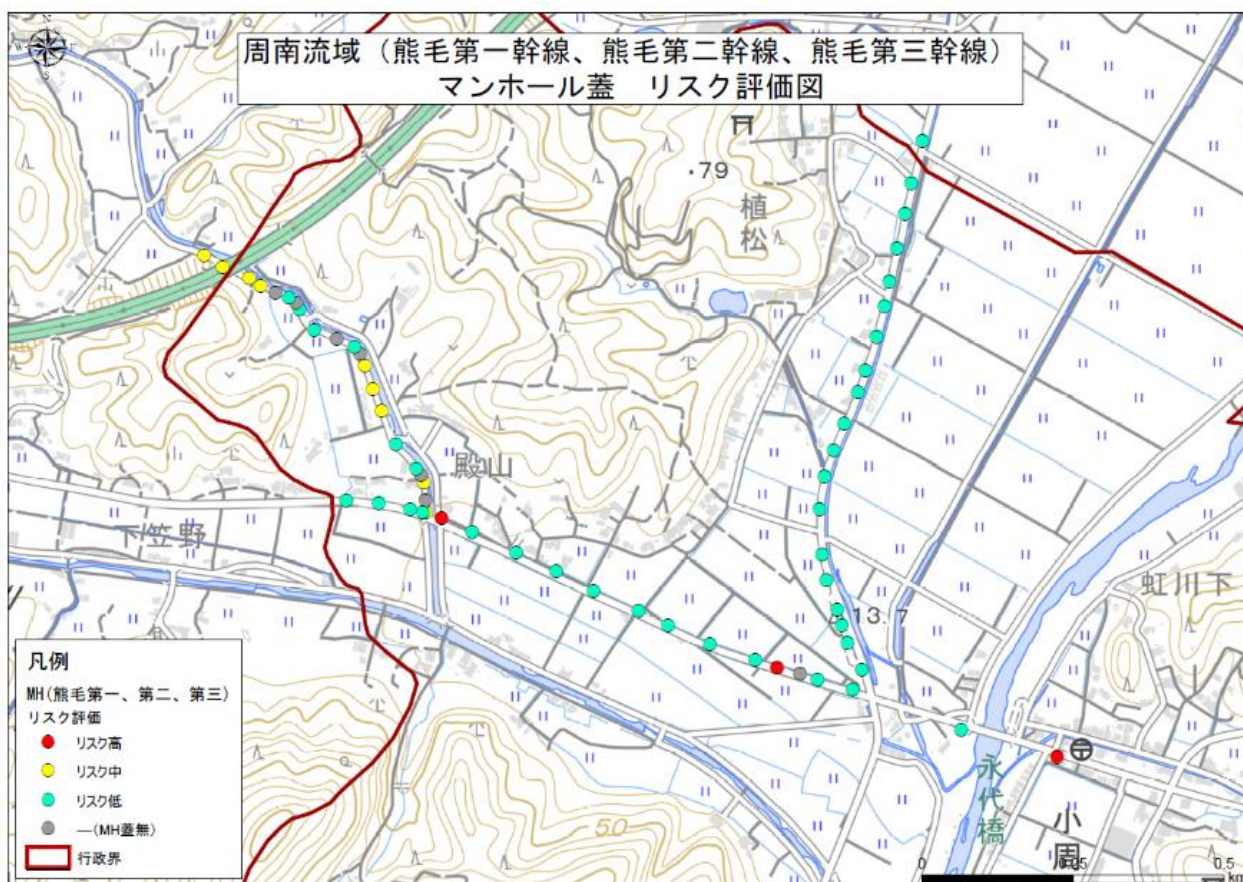 周南流域（熊毛第一幹線、熊毛第二幹線、熊毛第三幹線）
マンホール蓋　リスク評価図
・79
植松
殿山
下笠野
13.7
虹川下
永代橋
小周
50
凡例
MH(熊毛第一、第二、第三)
リスク評価
リスク高
リスク中
リスク低
―(MH蓋無)
行政界
0 0.5
km